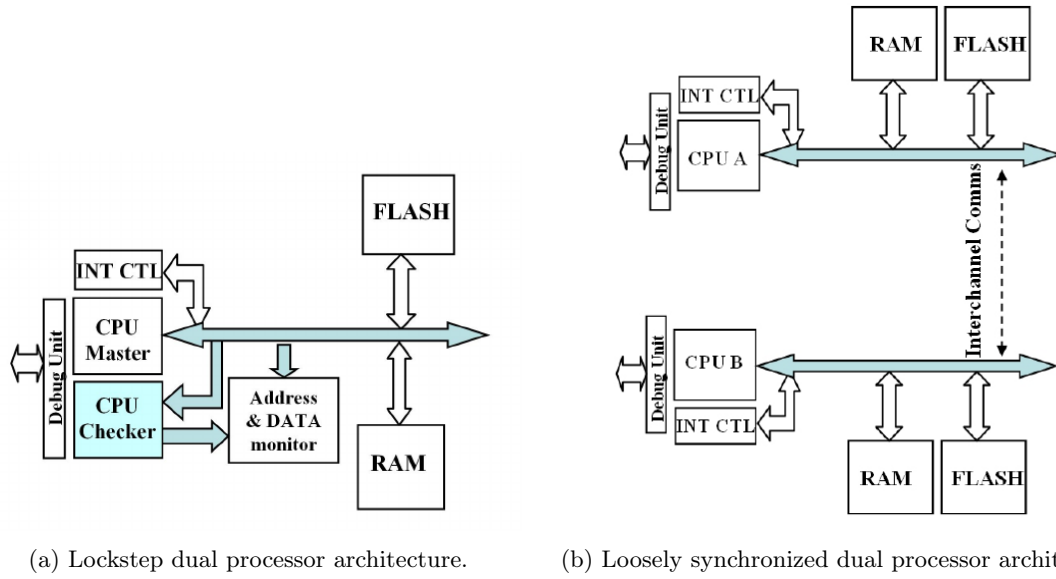 FLASH
INT CTL
CPU
Master
Debug Unit
CPU
Checker
Address
& DATA
monitor
RAM
(a) Lockstep dual processor architecture.
RAM
FLASH
INT CTL
Debug Unit
CPU A
Interchannel Comms
Debug Unit
CPU B
INT CTL
RAM
FLASH
(b) Loosely synchronized dual processor archit